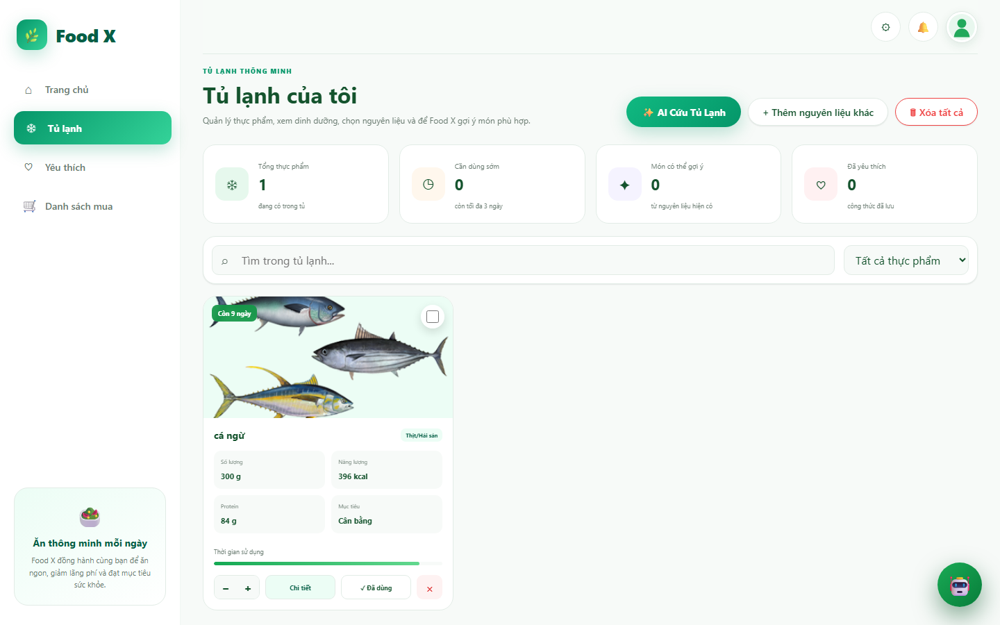 Food X
Trang chủ
Tủ lạnh
Yêu thích
Danh sách mua
Ăn thông minh mỗi ngày
Food X đồng hành cùng bạn để ăn
ngon, giảm lãng phí và đạt mục tiêu
sức khỏe.
TỦ LẠNH THÔNG MINH
Tủ lạnh của tôi
Quản lý thực phẩm, xem dinh dưỡng, chọn nguyên liệu và để Food X gợi ý món phù hợp.
✨ AI Cứu Tủ Lạnh
+ Thêm nguyên liệu khác
Xóa tất cả
Tổng thực phẩm
1
đang có trong tủ
Cần dùng sớm
0
còn tối đa 3 ngày
Món có thể gợi ý
0
từ nguyên liệu hiện có
Đã yêu thích
0
công thức đã lưu
Tìm trong tủ lạnh...
Tất cả thực phẩm
Còn 9 ngày
cá ngừ
Thịt/Hải sản
Số lượng
300 g
Năng lượng
396 kcal
Protein
84 g
Mục tiêu
Cân bằng
Thời gian sử dụng
− +
Chi tiết
✓ Đã dùng
×